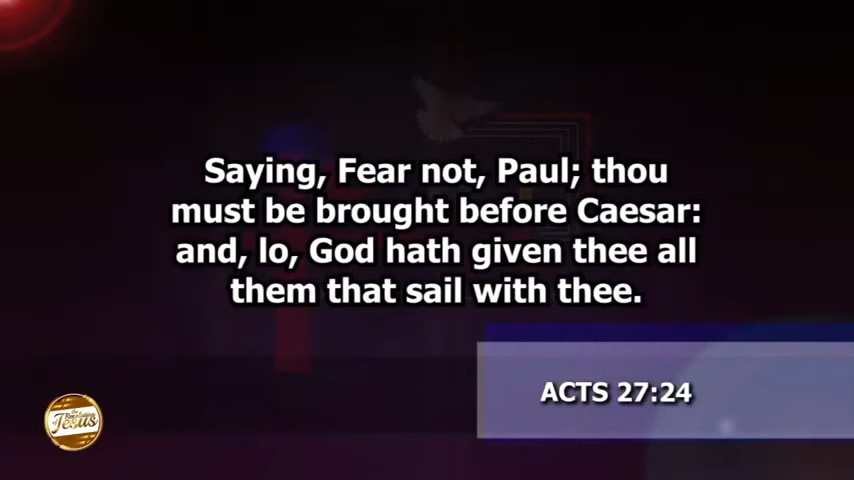 Saying, Fear not, Paul; thou
must be brought before Caesar:
and, lo, God hath given thee all
them that sail with thee.
ACTS 27:24
Jesus